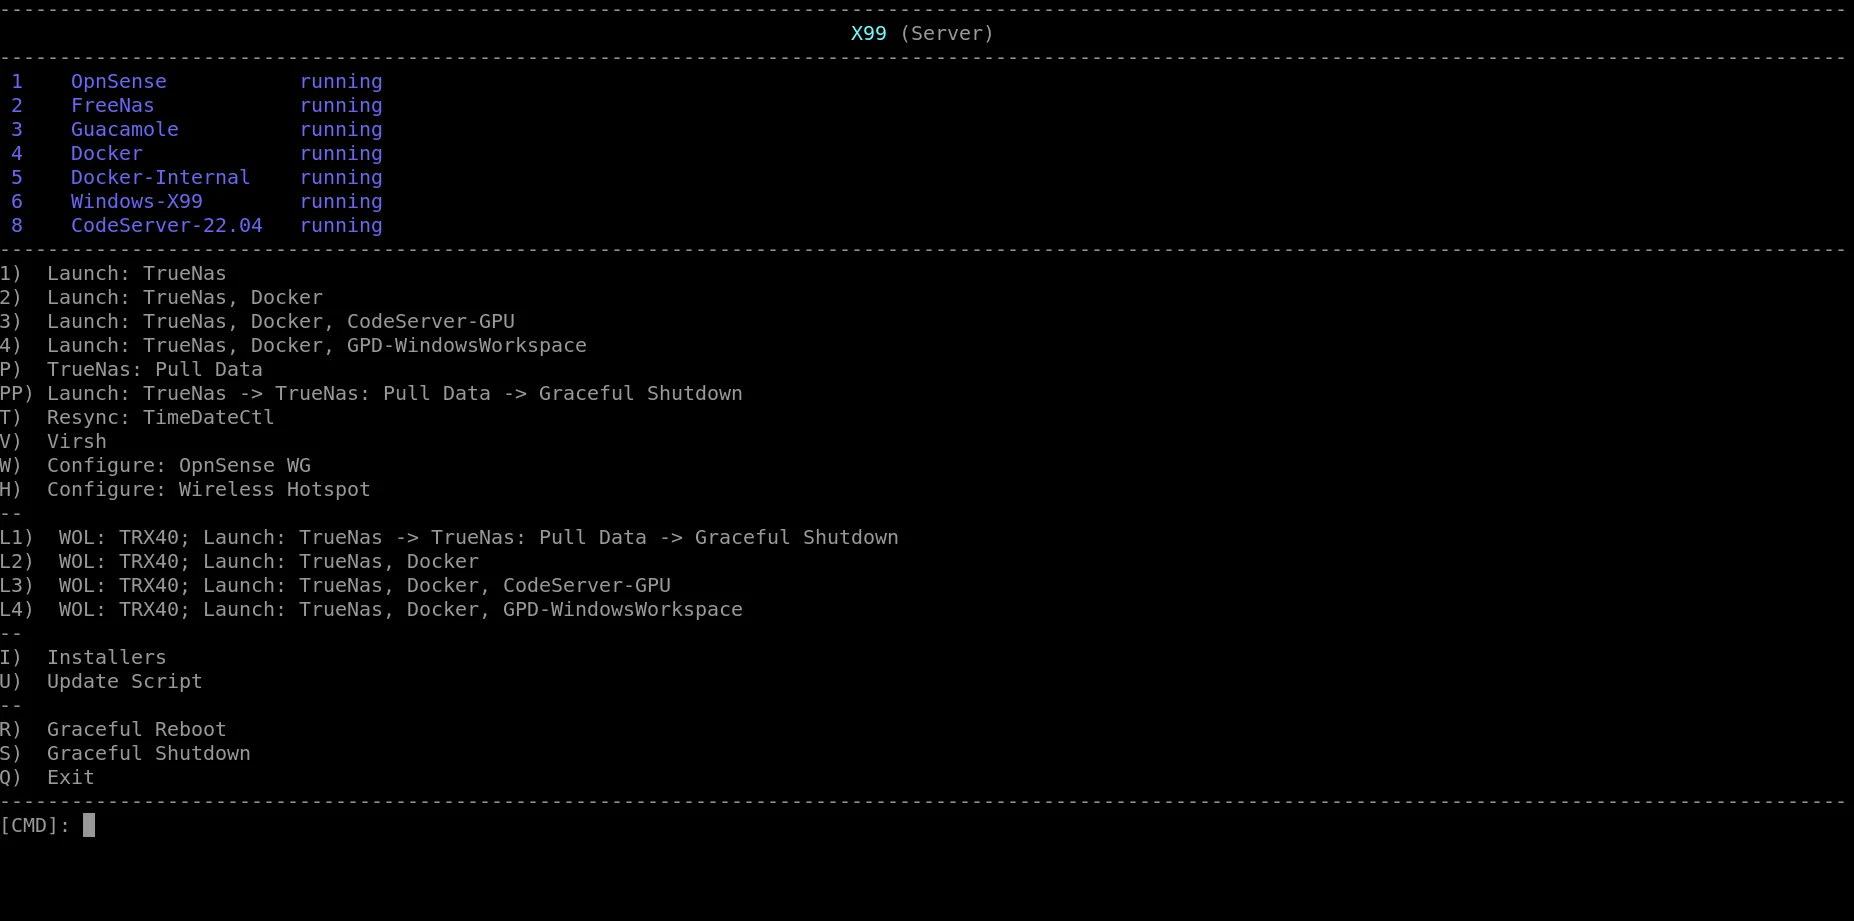 --------------------------------------------------------------------------------------------------------------------------------------------------------------
X99 (Server)
--------------------------------------------------------------------------------------------------------------------------------------------------------------
1    OpnSense           running
2    FreeNas            running
3    Guacamole          running
4    Docker             running
5    Docker-Internal    running
6    Windows-X99        running
8    CodeServer-22.04   running
--------------------------------------------------------------------------------------------------------------------------------------------------------------
1)  Launch: TrueNas
2)  Launch: TrueNas, Docker
3)  Launch: TrueNas, Docker, CodeServer-GPU
4)  Launch: TrueNas, Docker, GPD-WindowsWorkspace
P)  TrueNas: Pull Data
PP) Launch: TrueNas -> TrueNas: Pull Data -> Graceful Shutdown
T)  Resync: TimeDateCtl
V)  Virsh
W)  Configure: OpnSense WG
H)  Configure: Wireless Hotspot
--
L1)  WOL: TRX40; Launch: TrueNas -> TrueNas: Pull Data -> Graceful Shutdown
L2)  WOL: TRX40; Launch: TrueNas, Docker
L3)  WOL: TRX40; Launch: TrueNas, Docker, CodeServer-GPU
L4)  WOL: TRX40; Launch: TrueNas, Docker, GPD-WindowsWorkspace
--
I)  Installers
U)  Update Script
--
R)  Graceful Reboot
S)  Graceful Shutdown
Q)  Exit
--------------------------------------------------------------------------------------------------------------------------------------------------------------
[CMD]: